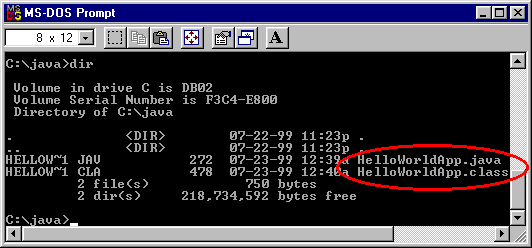 MS-DOS Prompt
8 x 12
A
C:\java>dir
Volume in drive C is DB02
Volume Serial Number is F3C4-E800
Directory of C:\java
. <DIR> 07-22-99 11:23p .
.. <DIR> 07-22-99 11:23p ..
HELLOW~1 JAV 272 07-23-99 12:39a HelloWorldApp.java
HELLOW~1 CLA 478 07-23-99 12:40a HelloWorldApp.class
2 file(s) 750 bytes
2 dir(s) 218,734,592 bytes free
C:\java>_